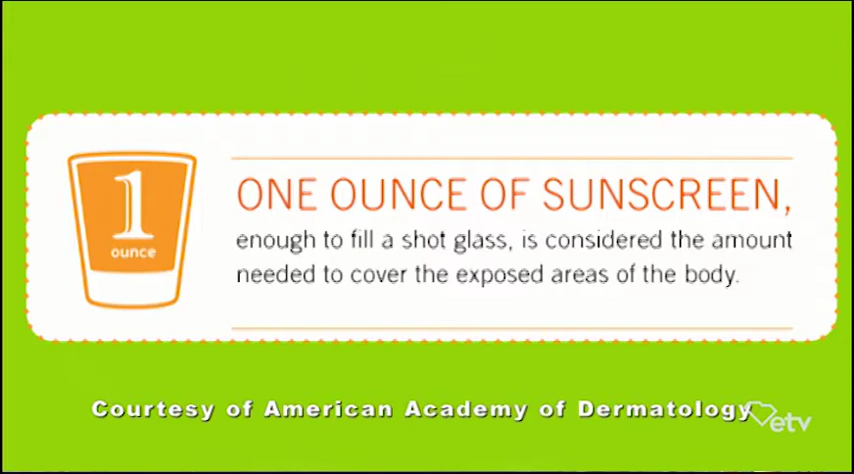 1
ounce
ONE OUNCE OF SUNSCREEN,
enough to fill a shot glass, is considered the amount
needed to cover the exposed areas of the body.
Courtesy of American Academy of Dermatology
etv